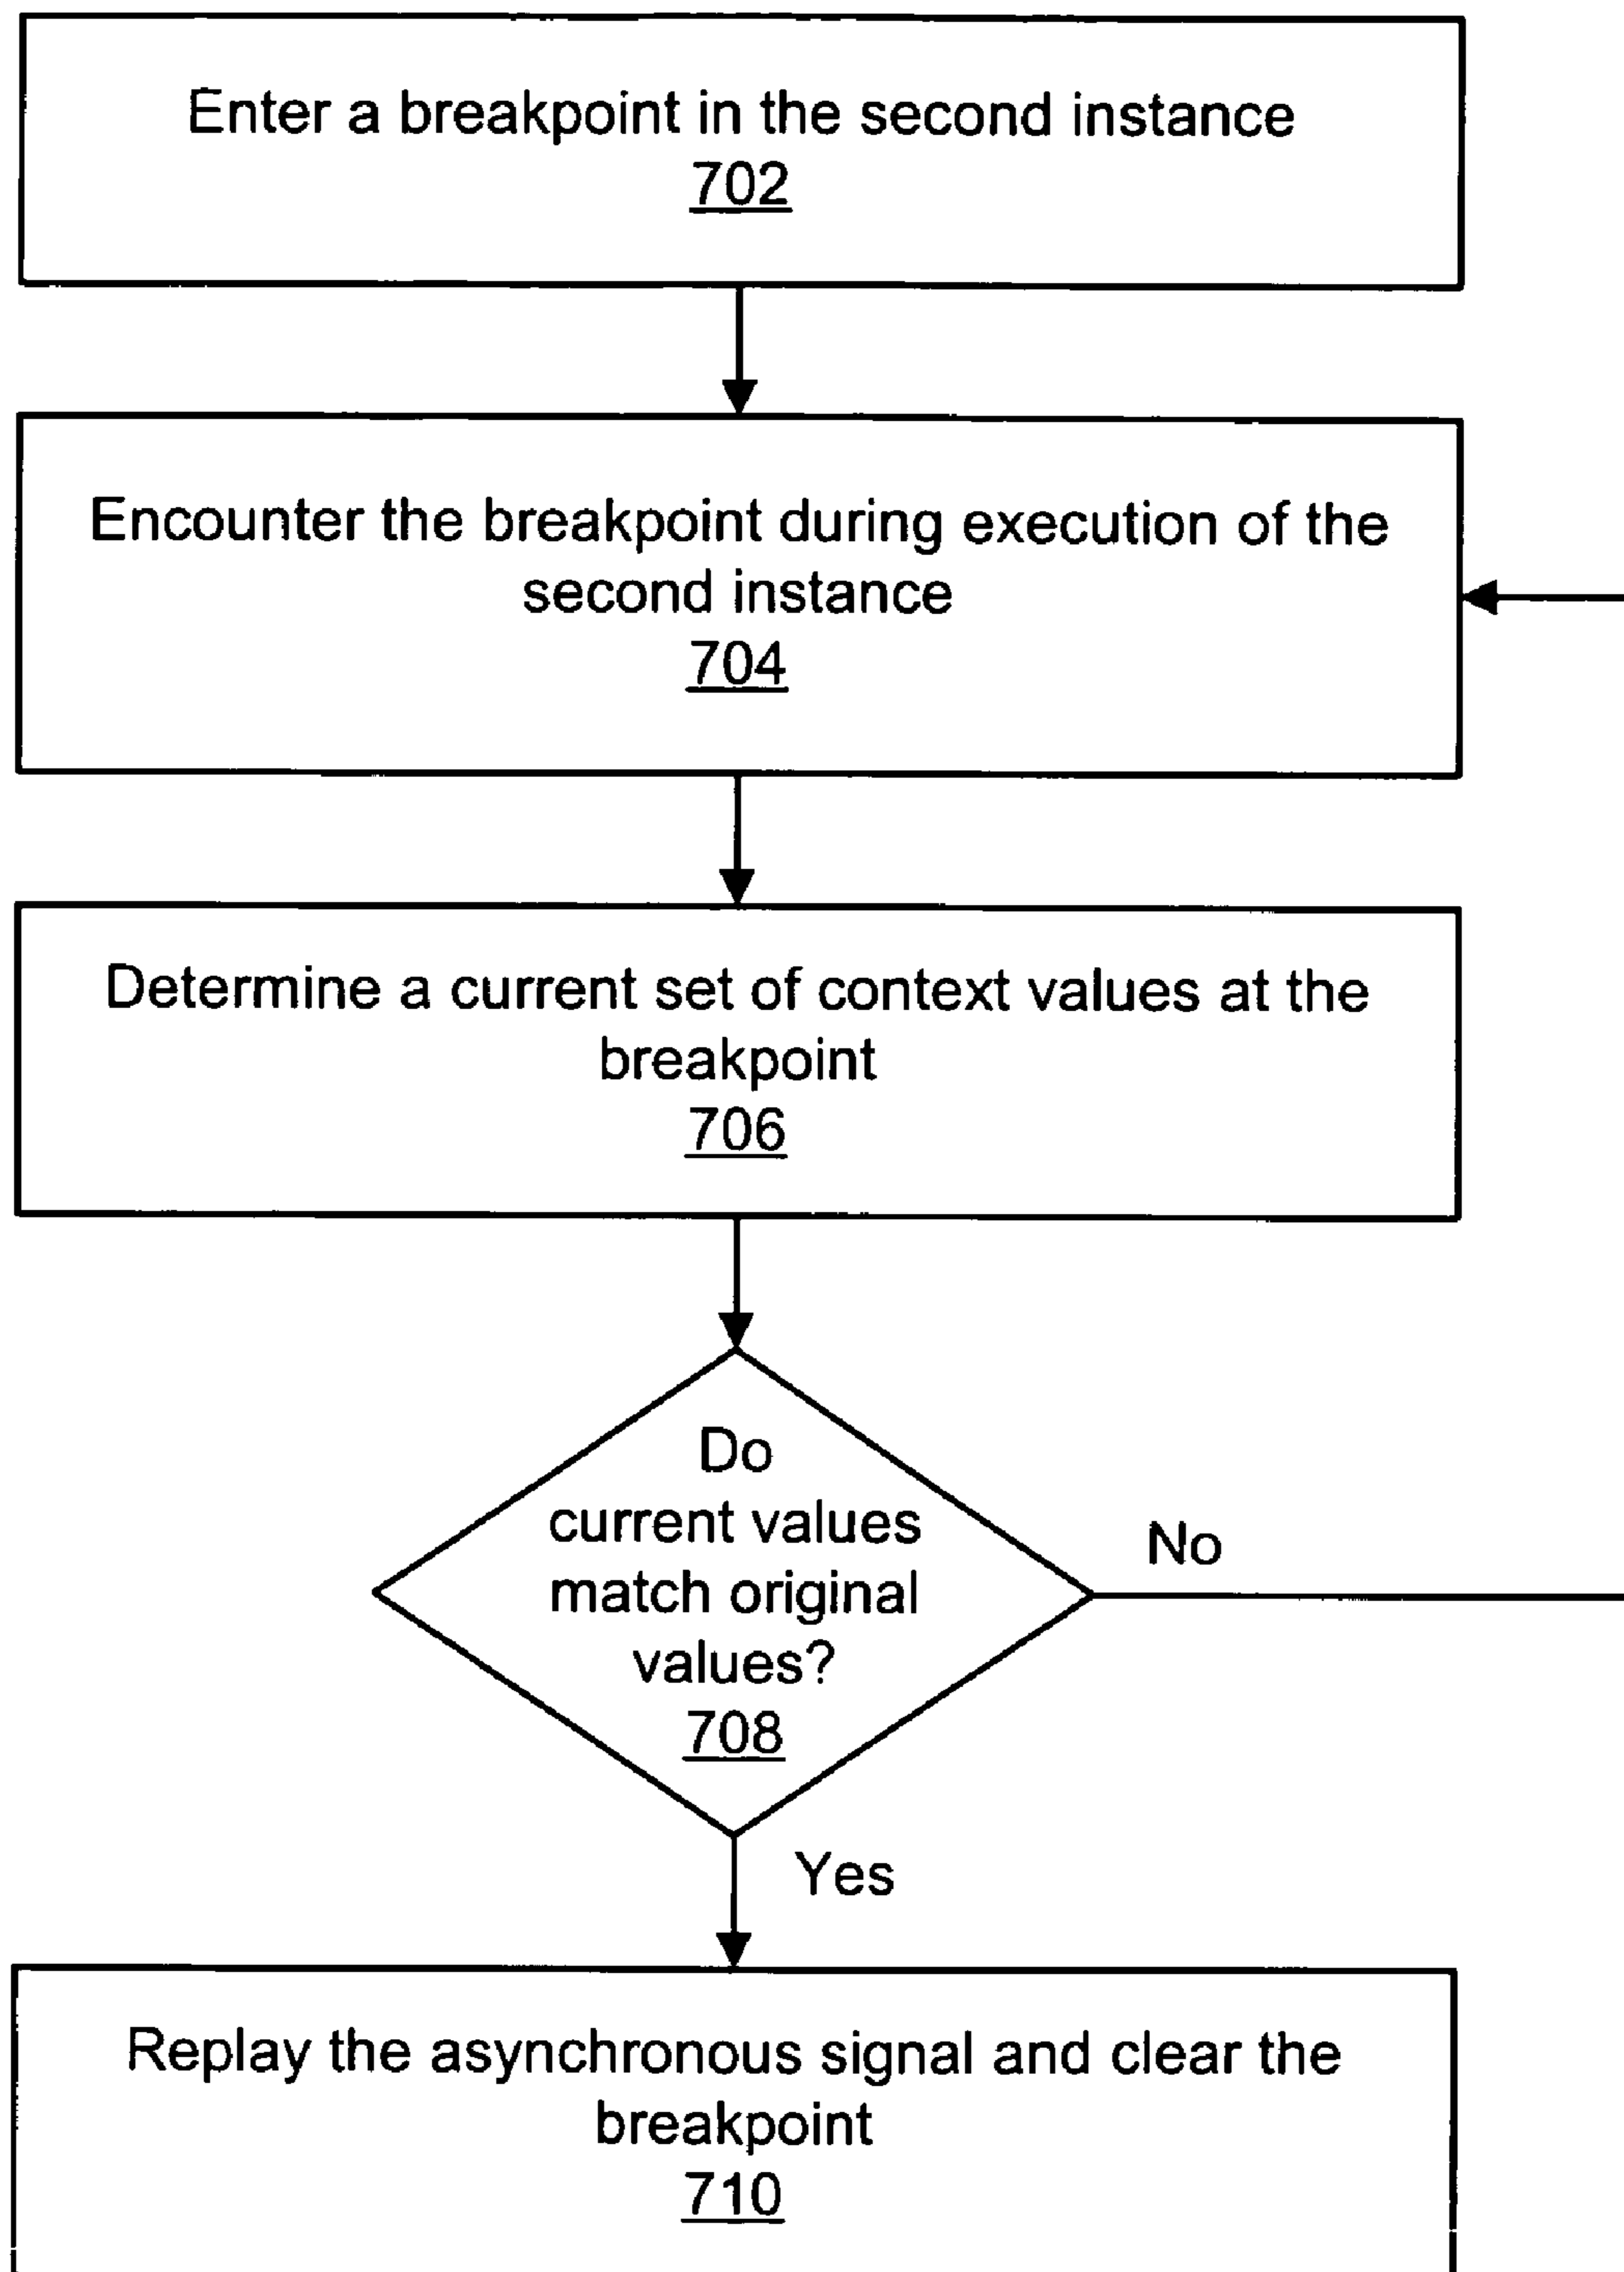 Enter a breakpoint in the second instance
702
Encounter the breakpoint during execution of the
second instance
704
Determine a current set of context values at the
breakpoint
706
Do
current values
match original
values?
708
No
Yes
Replay the asynchronous signal and clear the
breakpoint
710